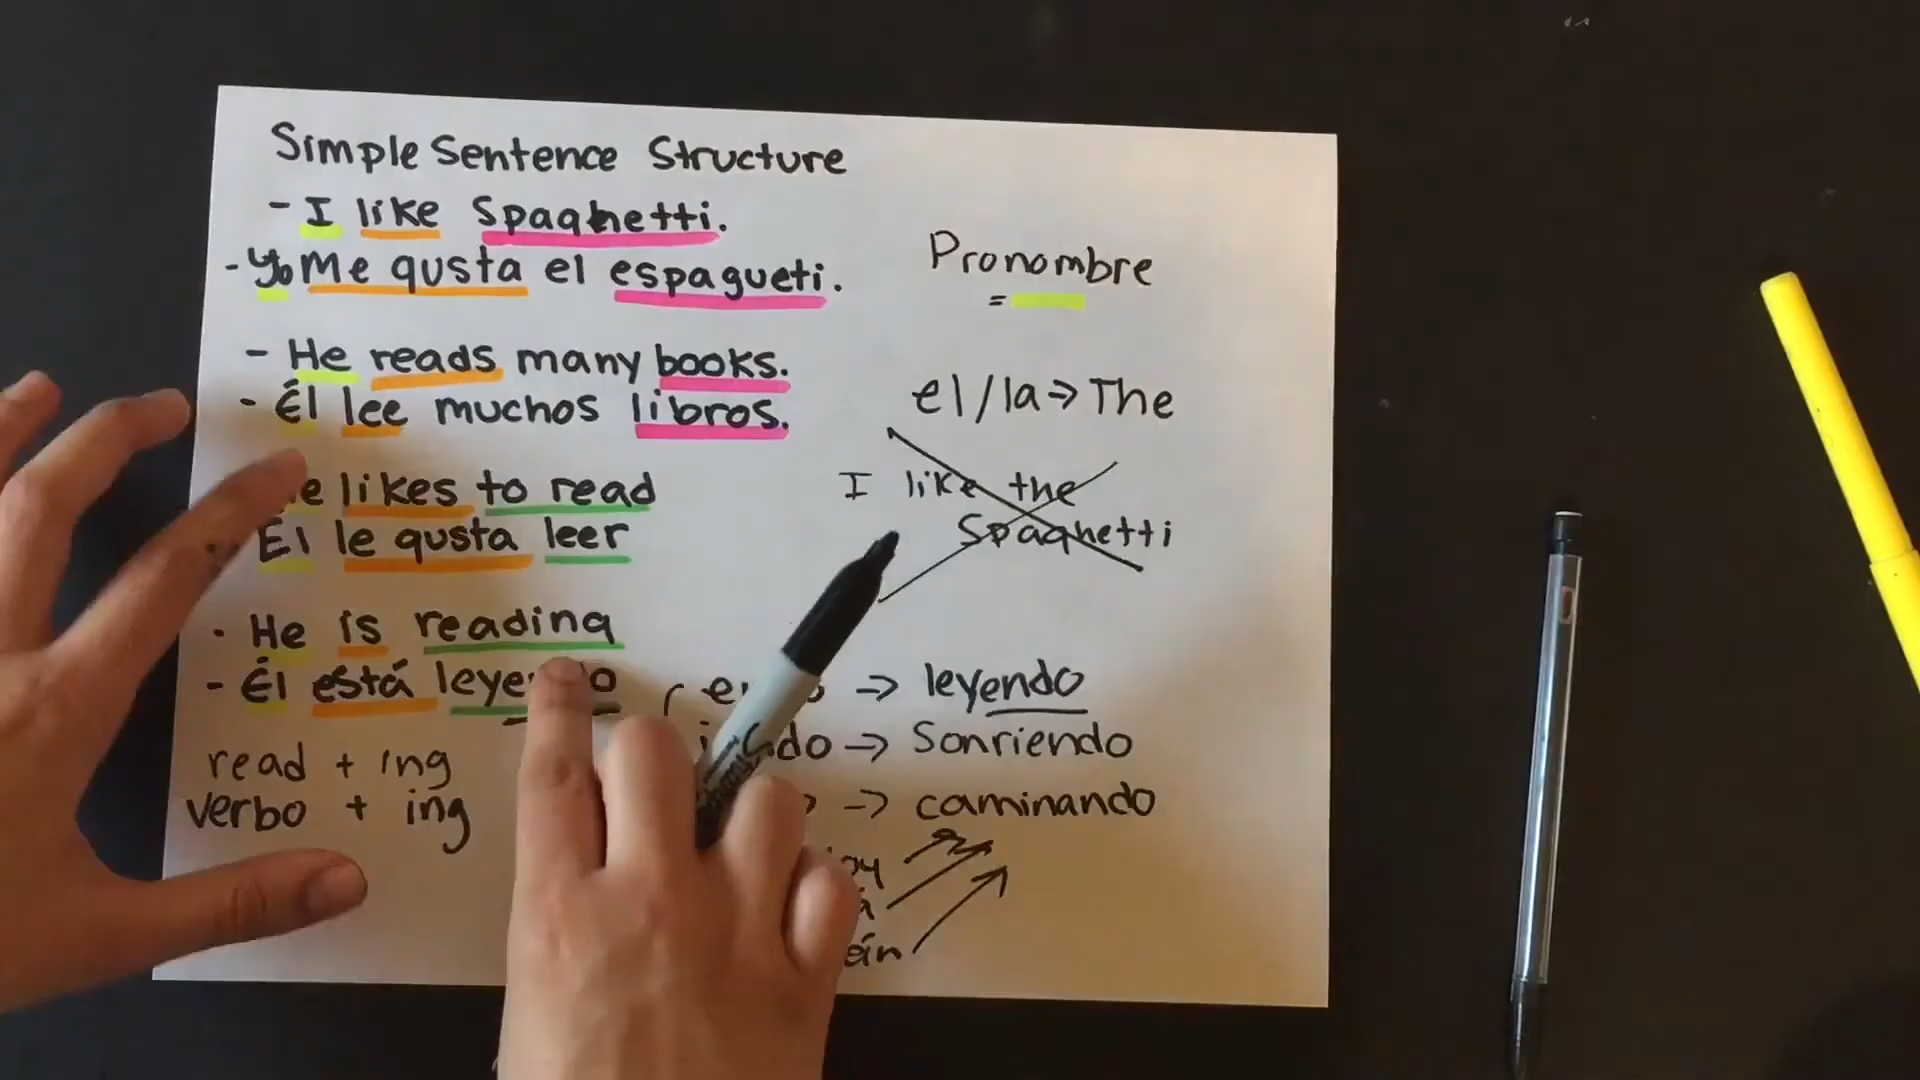 Simple Sentence Structure
- I like Spaghetti.
- Yo Me gusta el espagueti.
- He reads many books.
- Él lee muchos libros.
likes to read
El le gusta leer
- He is reading
- Él está
read + ing
verbo + ing
Pronombre
=
el/la → The
I like the
Spaghetti
→ leyendo
→ Sonriendo
→ caminando